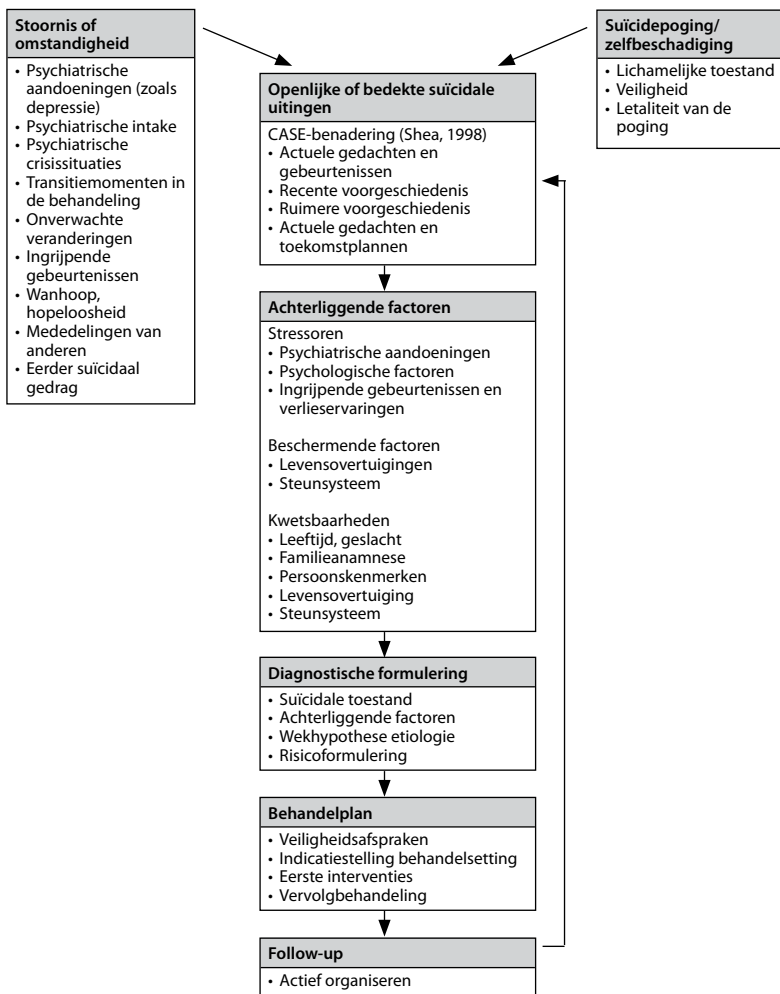 Stoornis of
omstandigheid
• Psychiatrische
aandoeningen (zoals
depressie)
• Psychiatrische intake
• Psychiatrische
crisissituaties
• Transitiemomenten in
de behandeling
• Onverwachte
veranderingen
• Ingrijpende
gebeurtenissen
• Wanhoop,
hopeloosheid
• Mededelingen van
anderen
• Eerder suïcidaal
gedrag
Suïcidepoging/
zelfbeschadiging
• Lichamelijke toestand
• Veiligheid
• Letaliteit van de
poging
Openlijke of bedekte suïcidale
uitingen
CASE-benadering (Shea, 1998)
• Actuele gedachten en
gebeurtenissen
• Recente voorgeschiedenis
• Ruimere voorgeschiedenis
• Actuele gedachten en
toekomstplannen
Achterliggende factoren
Stressoren
• Psychiatrische aandoeningen
• Psychologische factoren
• Ingrijpende gebeurtenissen en
verlieservaringen
Beschermende factoren
• Levensovertuigingen
• Steunsysteem
Kwetsbaarheden
• Leeftijd, geslacht
• Familieanamnese
• Persoonskenmerken
• Levensovertuiging
• Steunsysteem
Diagnostische formulering
• Suïcidale toestand
• Achterliggende factoren
• Wekhypothese etiologie
• Risicoformulering
Behandelplan
• Veiligheidsafspraken
• Indicatiestelling behandelsetting
• Eerste interventies
• Vervolgbehandeling
Follow-up
• Actief organiseren